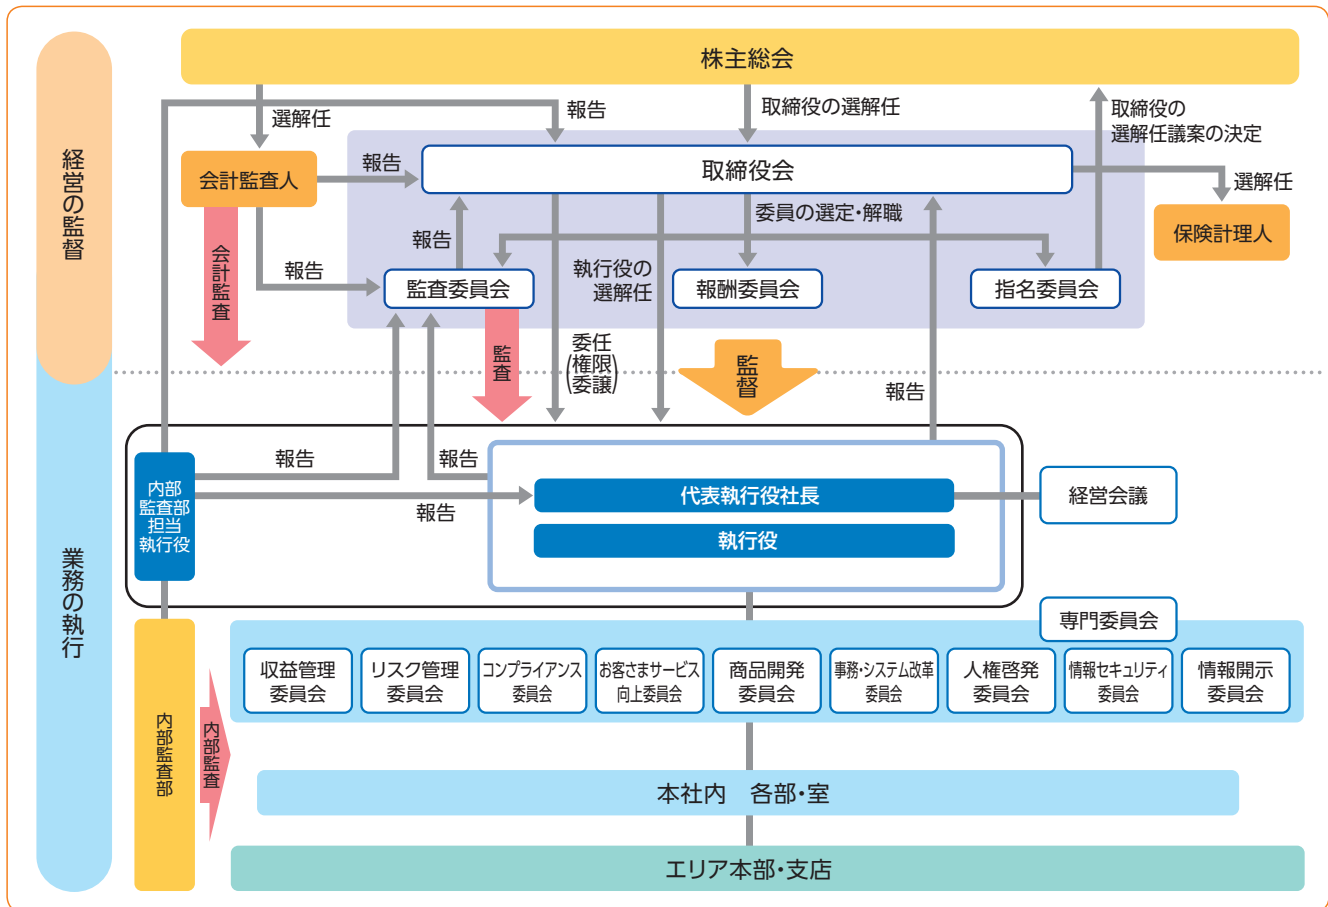 株主総会
選解任
報告
取締役の選解任
取締役の
選解任議案の決定
経営の監督
会計監査人
報告
取締役会
選解任
保険計理人
委員の選定・解職
会計監査
報告
報告
監査委員会
執行役の
選解任
報酬委員会
指名委員会
監査
委任
(権限
委譲)
監督
報告
業務の執行
内部
監査部
担当
執行役
報告
報告
報告
代表執行役社長
執行役
経営会議
専門委員会
収益管理
委員会
リスク管理
委員会
コンプライアンス
委員会
お客さまサービス
向上委員会
商品開発
委員会
事務・システム改革
委員会
人権啓発
委員会
情報セキュリティ
委員会
情報開示
委員会
内部監査部
内部監査
本社内　各部・室
エリア本部・支店